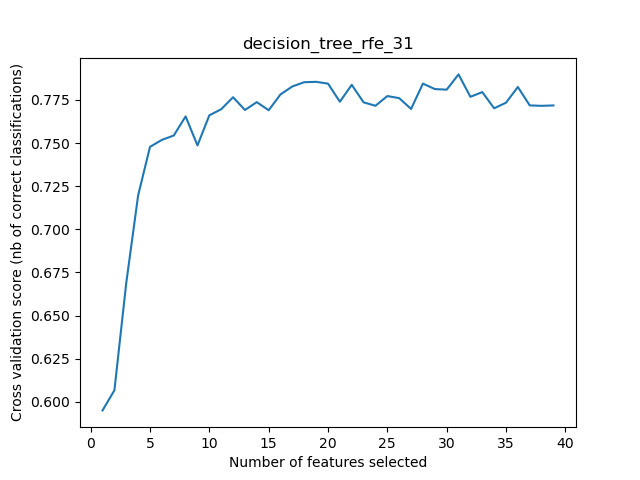 decision_tree_rfe_31
Cross validation score (nb of correct classifications)
0.775
0.750
0.725
0.700
0.675
0.650
0.625
0.600
0 5 10 15 20 25 30 35 40
Number of features selected